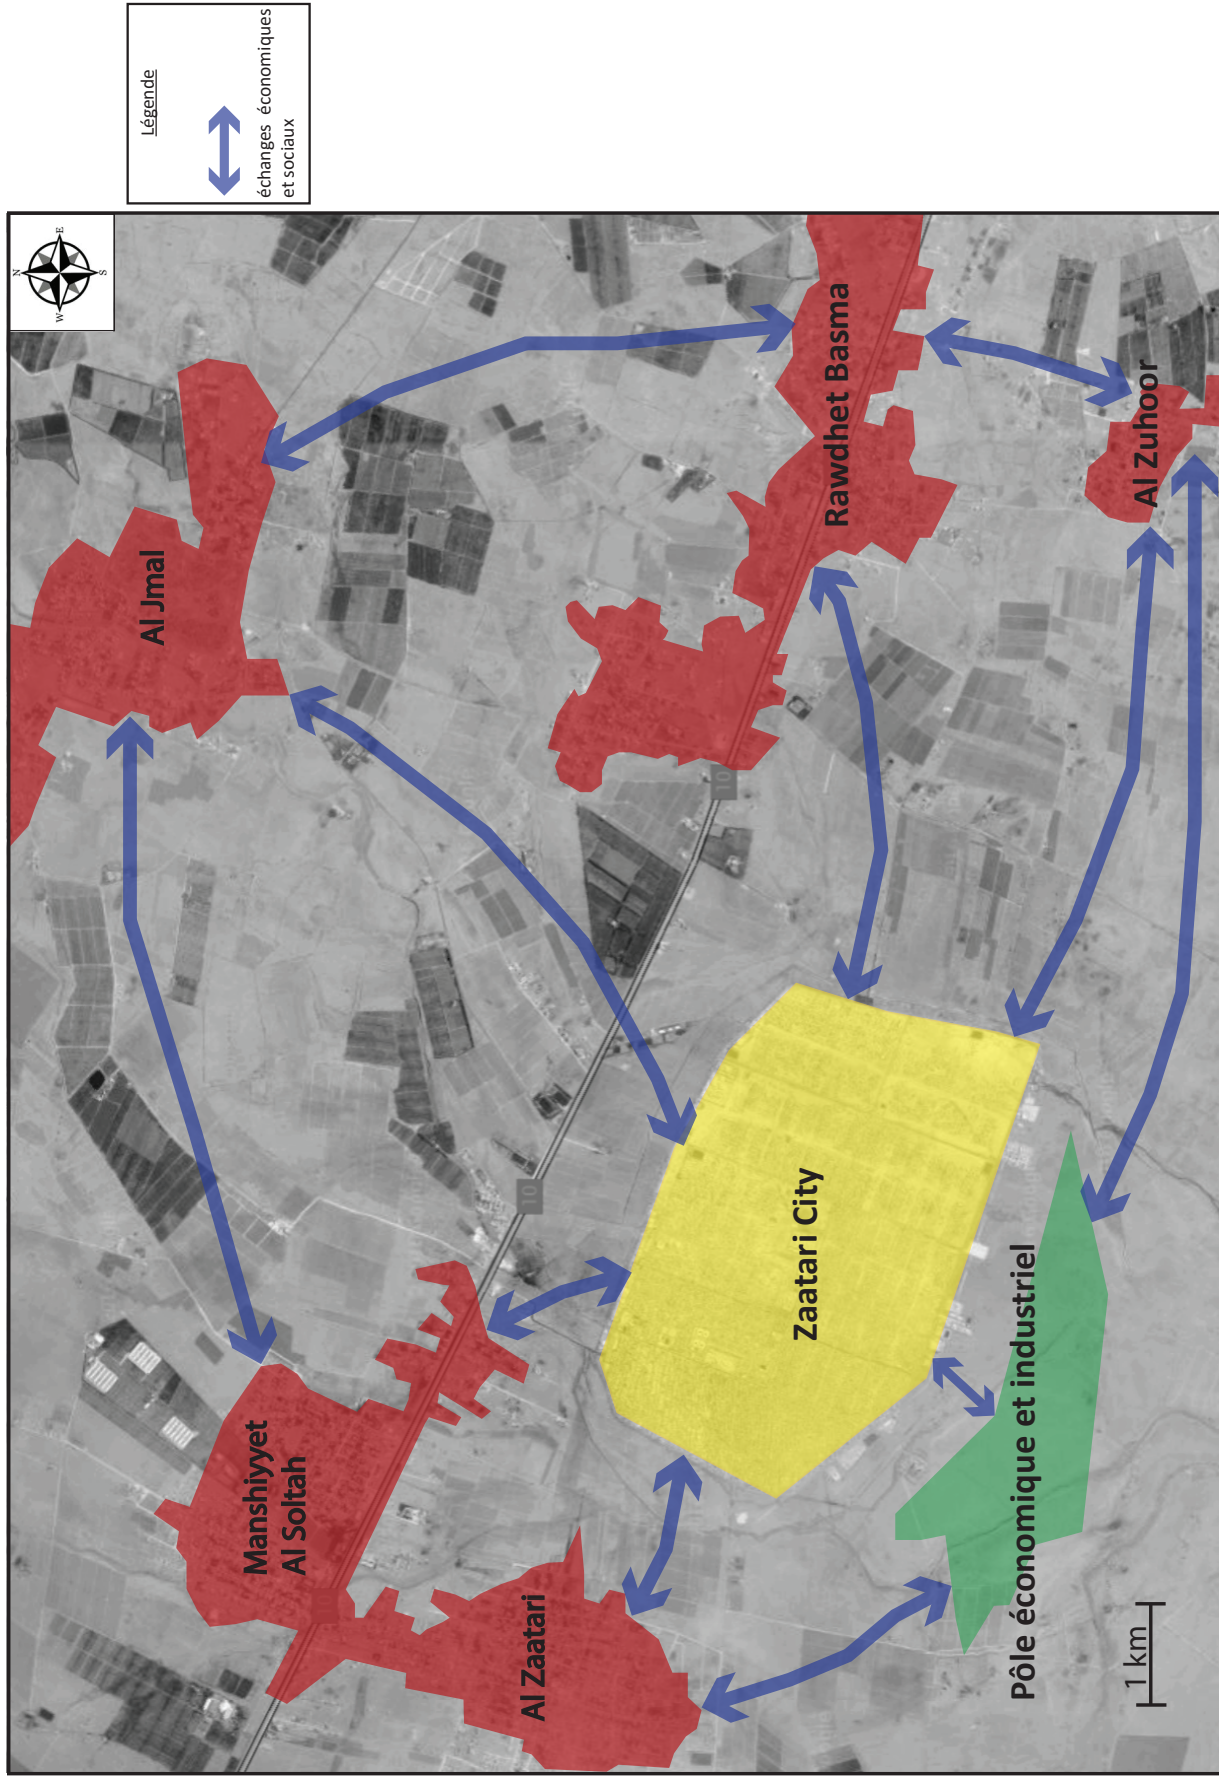 Légende
échanges économiques
et sociaux
N
E
S
W
Al Jmal
Rawdhet Basma
Al Zuhoor
10
10
Manshiyyet
Al Soltah
Al Zaatari
Zaatari City
Pôle économique et industriel
1 km